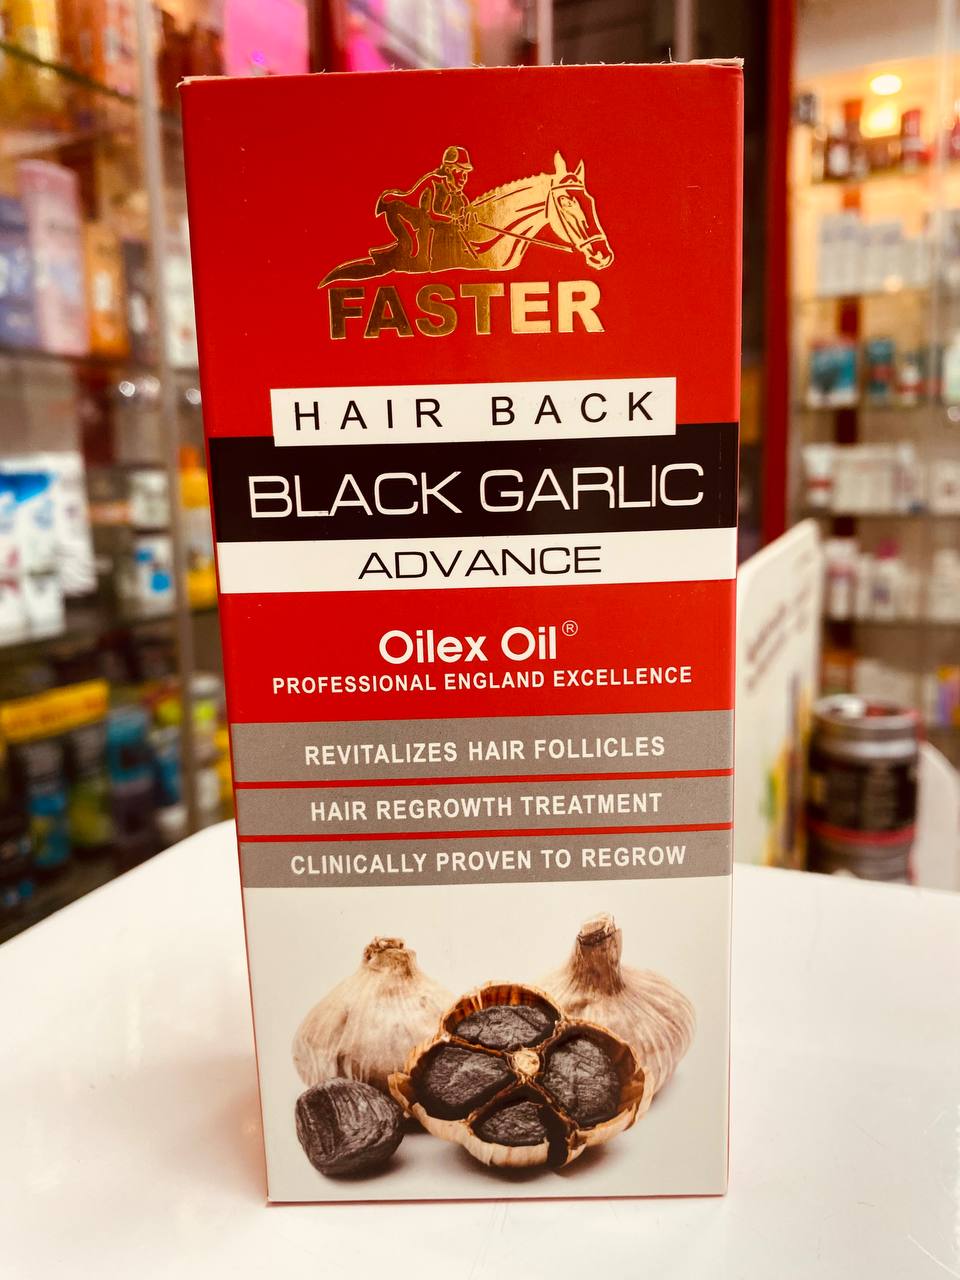 FASTER
HAIR BACK
BLACK GARLIC
ADVANCE
Oilex Oil®
PROFESSIONAL ENGLAND EXCELLENCE
REVITALIZES HAIR FOLLICLES
HAIR REGROWTH TREATMENT
CLINICALLY PROVEN TO REGROW